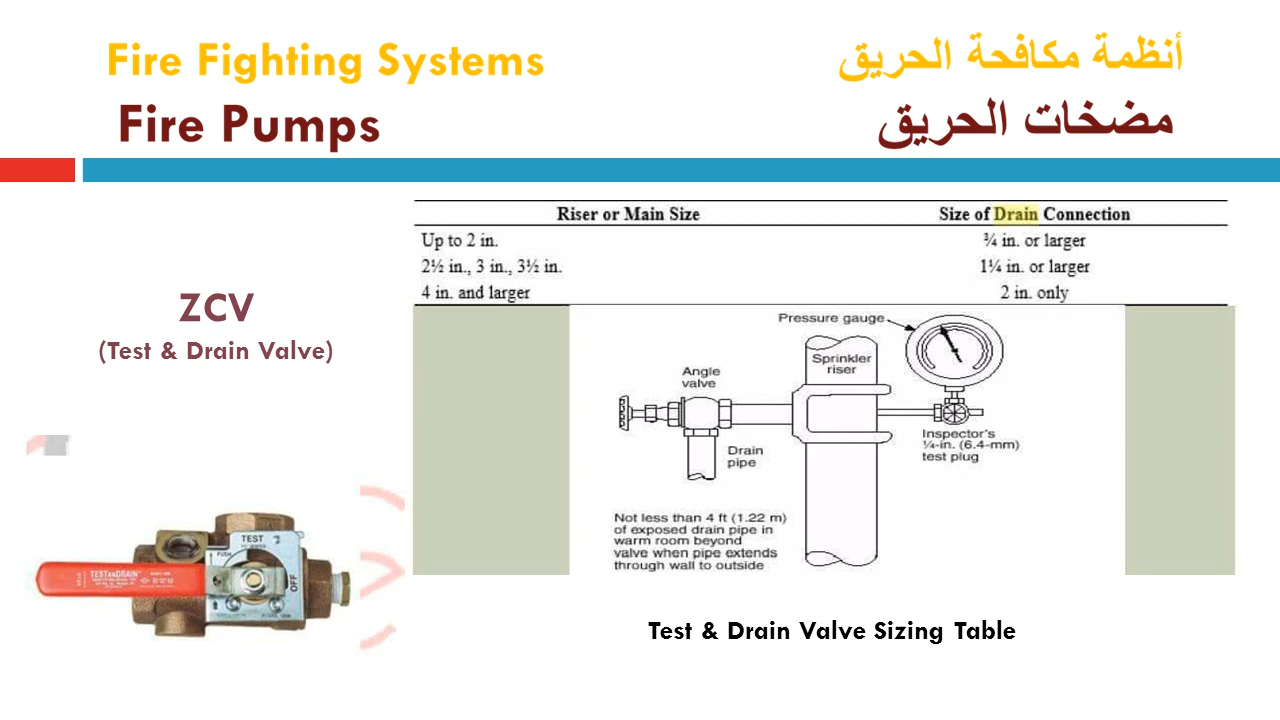 Fire Fighting Systems
أنظمة مكافحة الحريق
Fire Pumps
مضخات الحريق
Riser or Main Size
Size of Drain Connection
Up to 2 in.
¾ in. or larger
2½ in., 3 in., 3½ in.
1¼ in. or larger
4 in. and larger
2 in. only
ZCV
(Test & Drain Valve)
Pressure gauge
Sprinkler
riser
Angle
valve
Drain
pipe
Inspector's
¼-in. (6.4-mm)
test plug
Not less than 4 ft (1.22 m)
of exposed drain pipe in
warm room beyond
valve when pipe extends
through wall to outside
TEST
PUSH
OFF
TESTANDRAIN
Test & Drain Valve Sizing Table